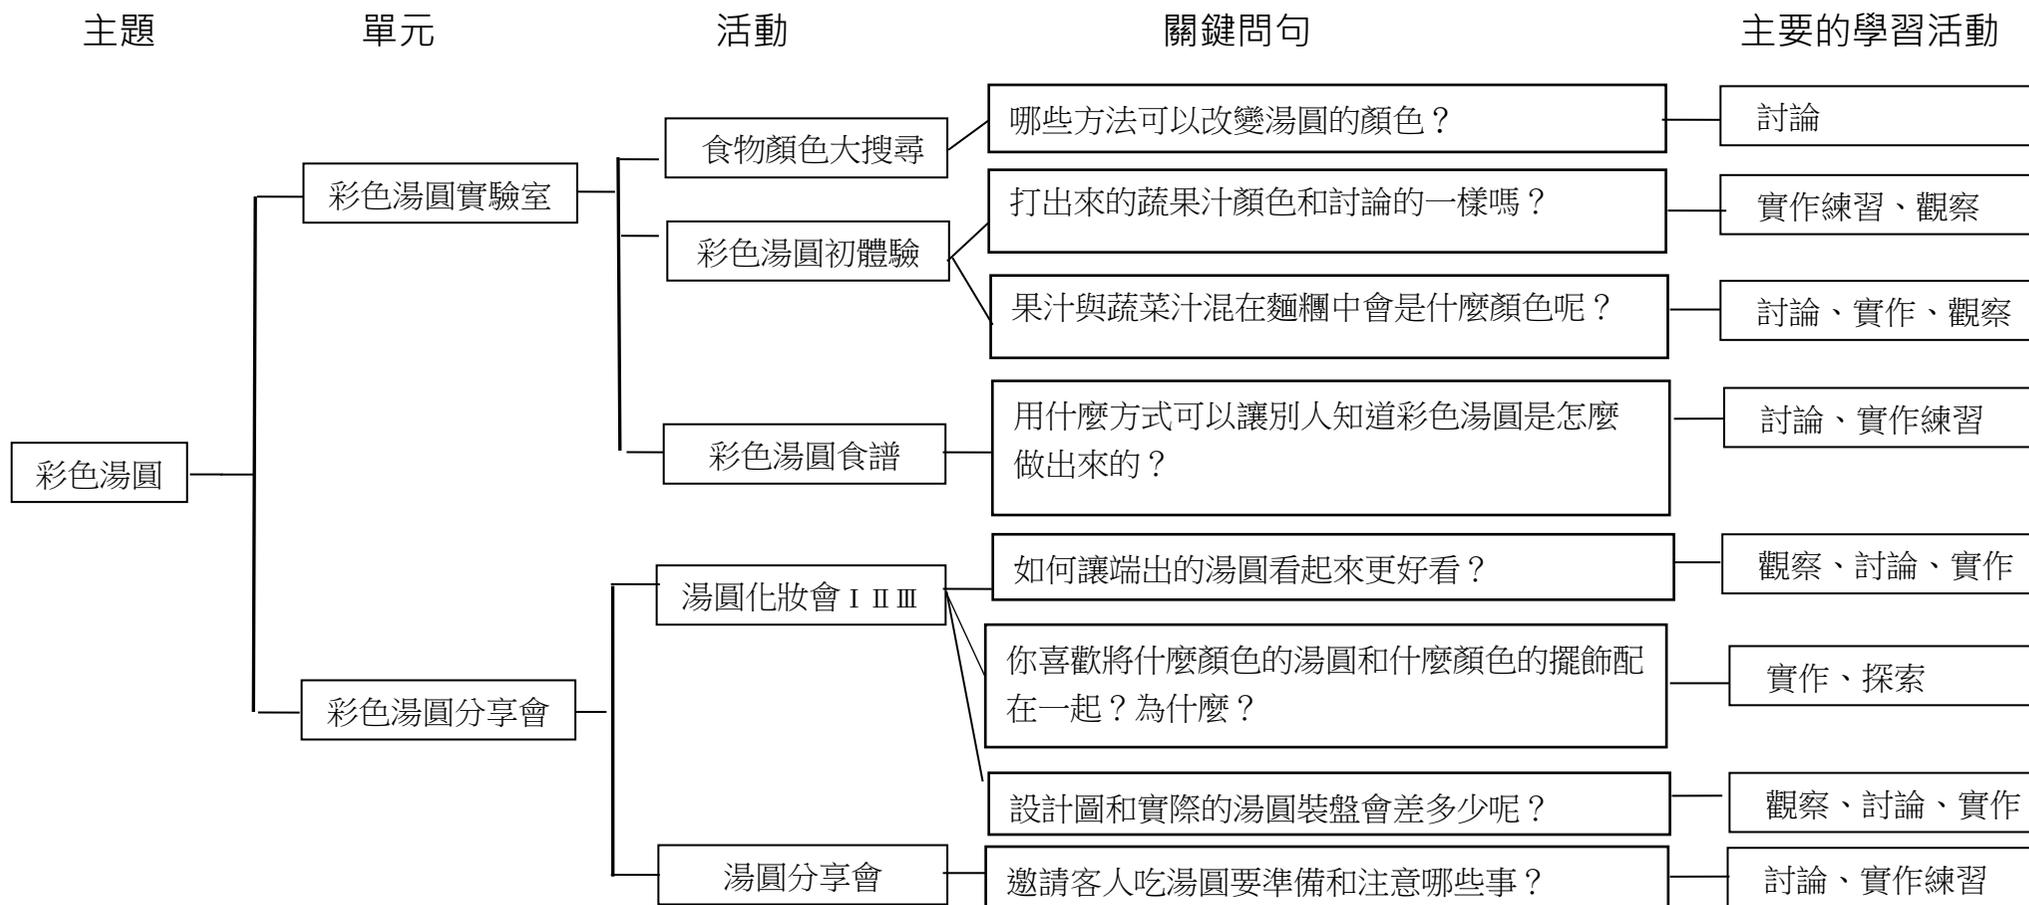 主題
單元
活動
關鍵問句
主要的學習活動
哪些方法可以改變湯圓的顏色？
討論
食物顏色大搜尋
彩色湯圓實驗室
打出來的蔬果汁顏色和討論的一樣嗎？
實作練習、觀察
彩色湯圓初體驗
果汁與蔬菜汁混在麵糰中會是什麼顏色呢？
討論、實作、觀察
用什麼方式可以讓別人知道彩色湯圓是怎麼
做出來的？
討論、實作練習
彩色湯圓食譜
彩色湯圓
如何讓端出的湯圓看起來更好看？
觀察、討論、實作
湯圓化妝會ⅠⅡⅢ
你喜歡將什麼顏色的湯圓和什麼顏色的擺飾配
在一起？為什麼？
實作、探索
彩色湯圓分享會
設計圖和實際的湯圓裝盤會差多少呢？
觀察、討論、實作
湯圓分享會
邀請客人吃湯圓要準備和注意哪些事？
討論、實作練習